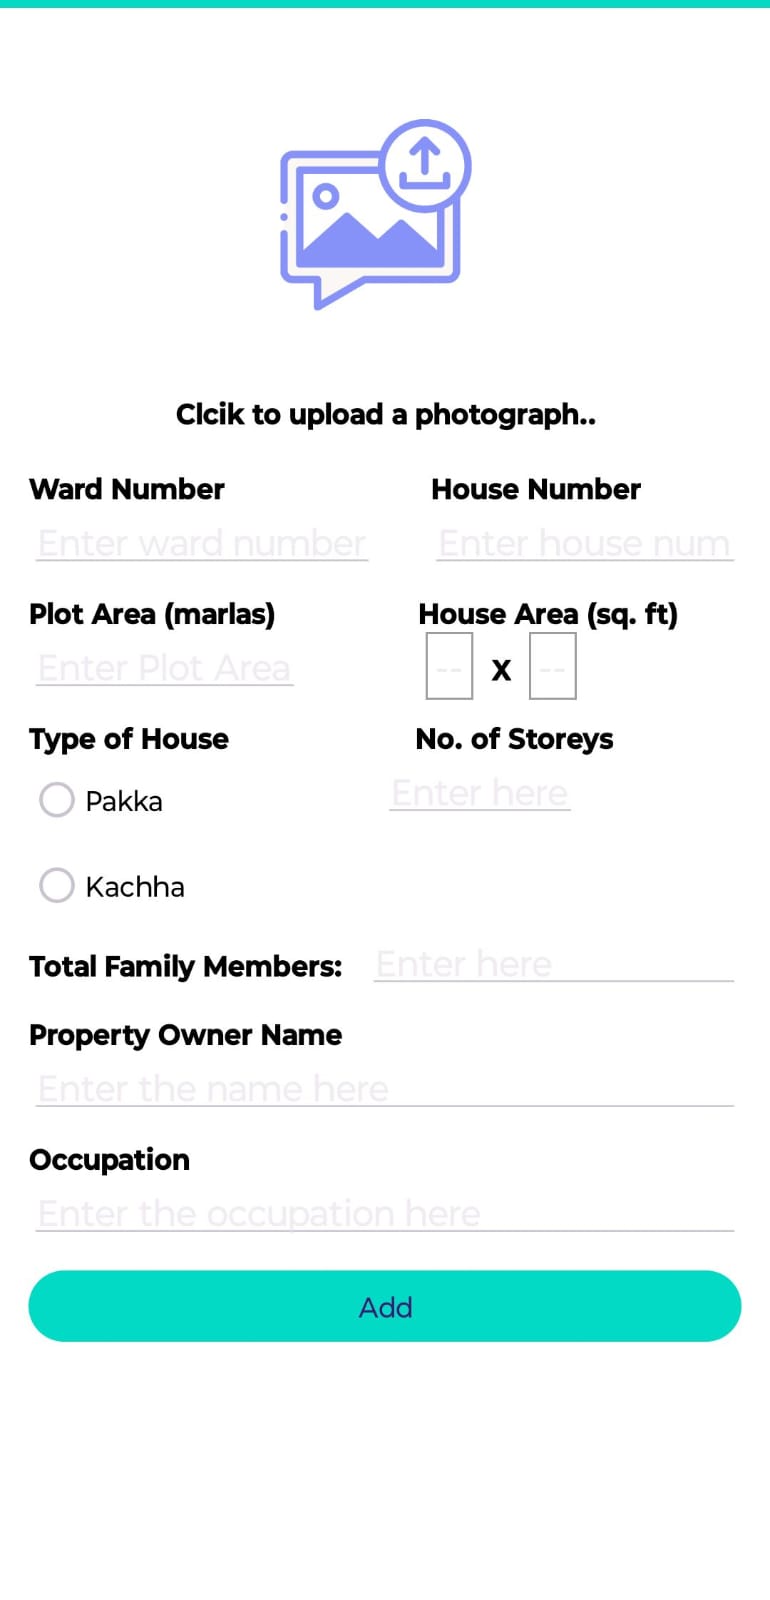 Clcik to upload a photograph..
Ward Number
House Number
Enter ward number
Enter house num
Plot Area (marlas)
House Area (sq. ft)
Enter Plot Area
-- x --
Type of House
No. of Storeys
Pakka
Enter here
Kachha
Total Family Members: Enter here
Property Owner Name
Enter the name here
Occupation
Enter the occupation here
Add